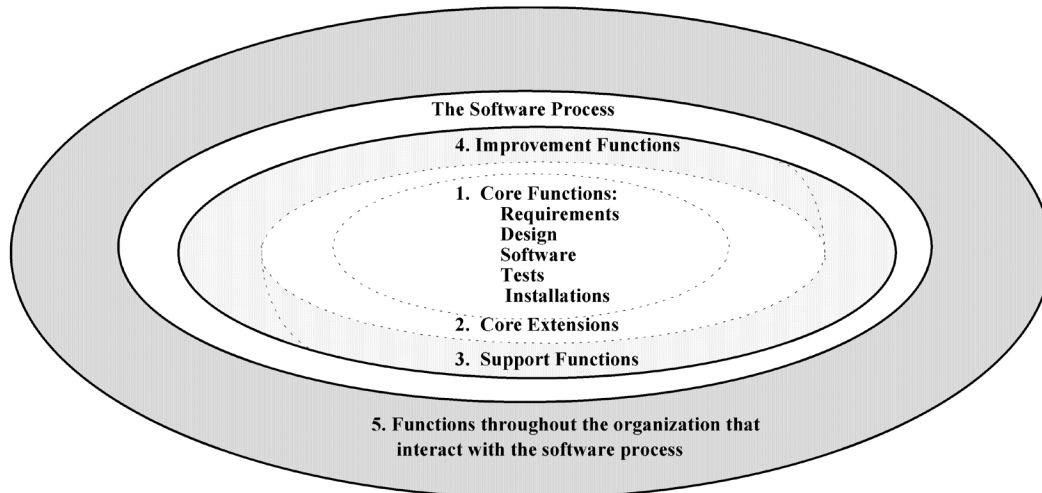 The Software Process
4. Improvement Functions
1. Core Functions:
Requirements
Design
Software
Tests
Installations
2. Core Extensions
3. Support Functions
5. Functions throughout the organization that
interact with the software process